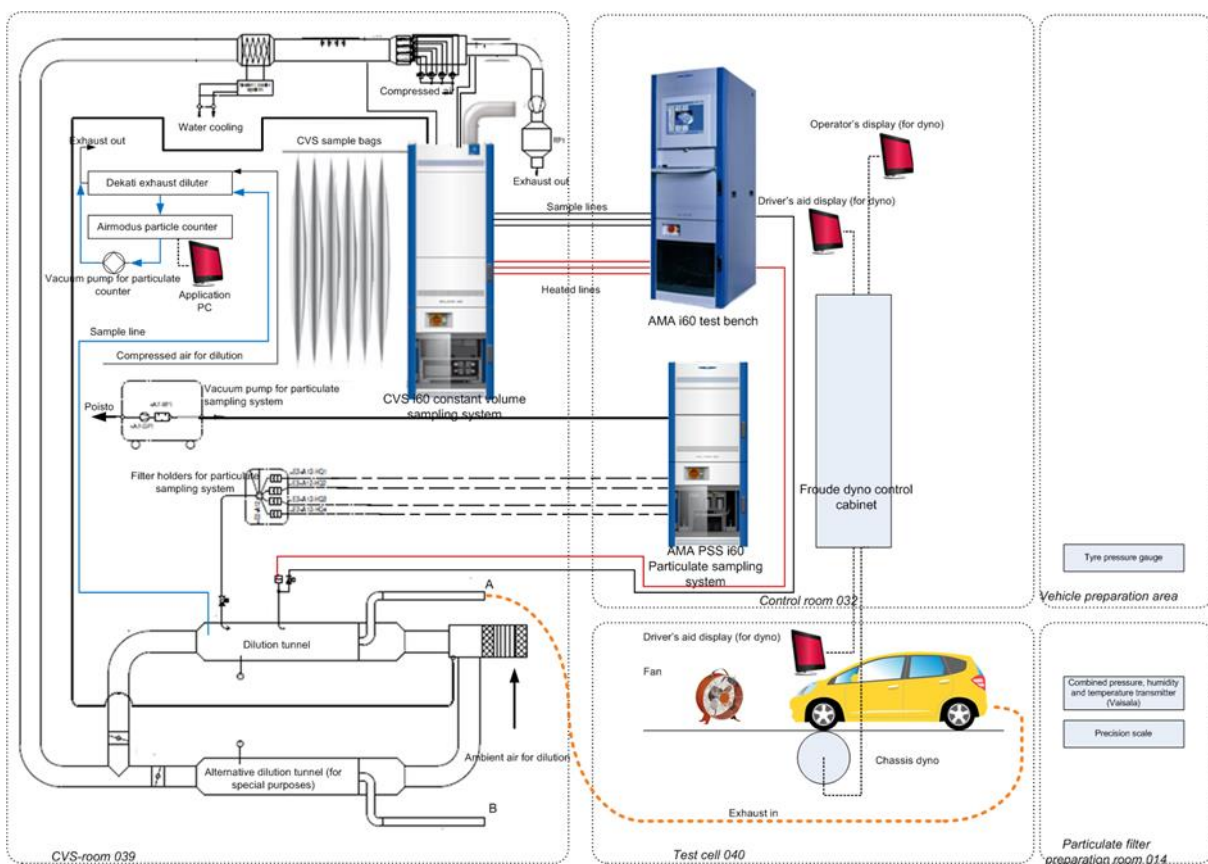 Compressed air
Water cooling
Exhaust out
CVS sample bags
Exhaust out
Dekati exhaust diluter
Airmodus particle counter
Vacuum pump for particulate
counter
Application
PC
Sample line
Compressed air for dilution
Sample lines
Heated lines
Operator's display (for dyno)
Driver's aid display (for dyno)
AMA i60 test bench
CVS i60 constant volume
sampling system
Vacuum pump for particulate
sampling system
Poisto
Filter holders for particulate
sampling system
AMA PSS i60
Particulate sampling
system
Froude dyno control
cabinet
Tyre pressure gauge
Control room 032
Vehicle preparation area
A
Dilution tunnel
Ambient air for dilution
Alternative dilution tunnel (for
special purposes)
B
CVS-room 039
Driver's aid display (for dyno)
Fan
Chassis dyno
Exhaust in
Test cell 040
Combined pressure, humidity
and temperature transmitter
(Vaisala)
Precision scale
Particulate filter
preparation room 014